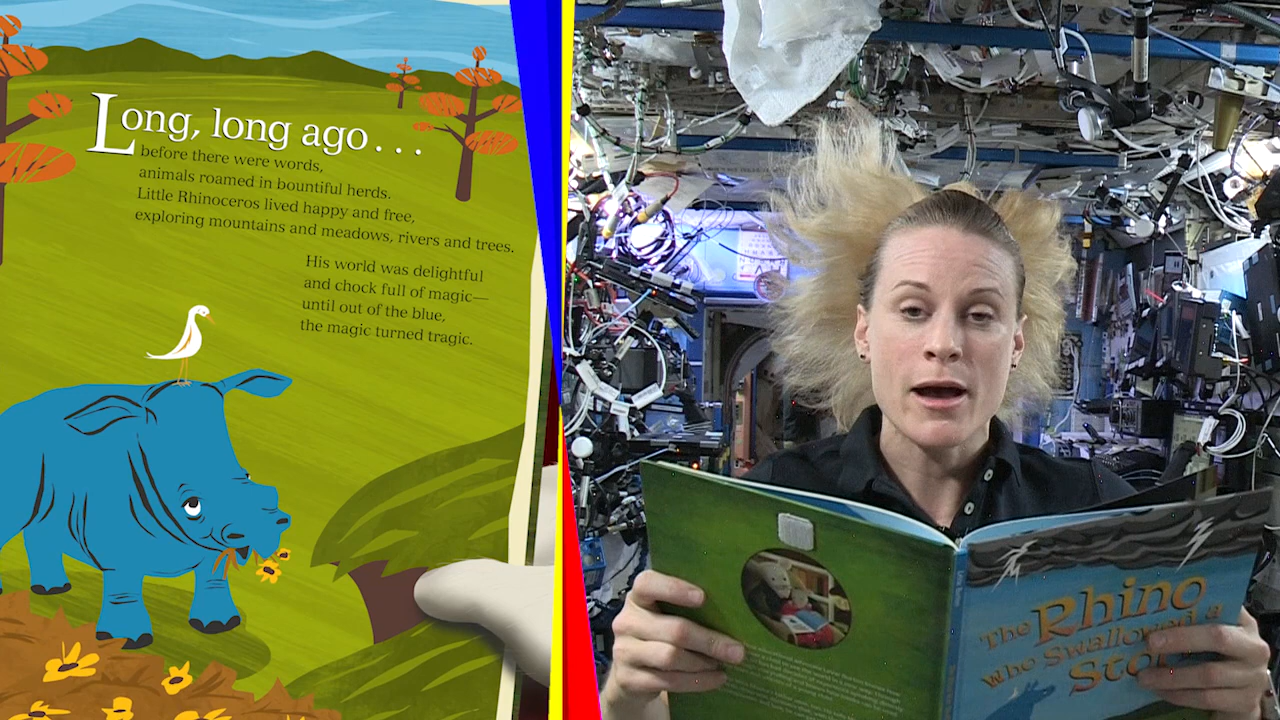 Long, long ago...
before there were words,
animals roamed in bountiful herds.
Little Rhinoceros lived happy and free,
exploring mountains and meadows, rivers and trees.
His world was delightful
and chock full of magic—
until out of the blue,
the magic turned tragic.
The Rhino
Who Swallowed a